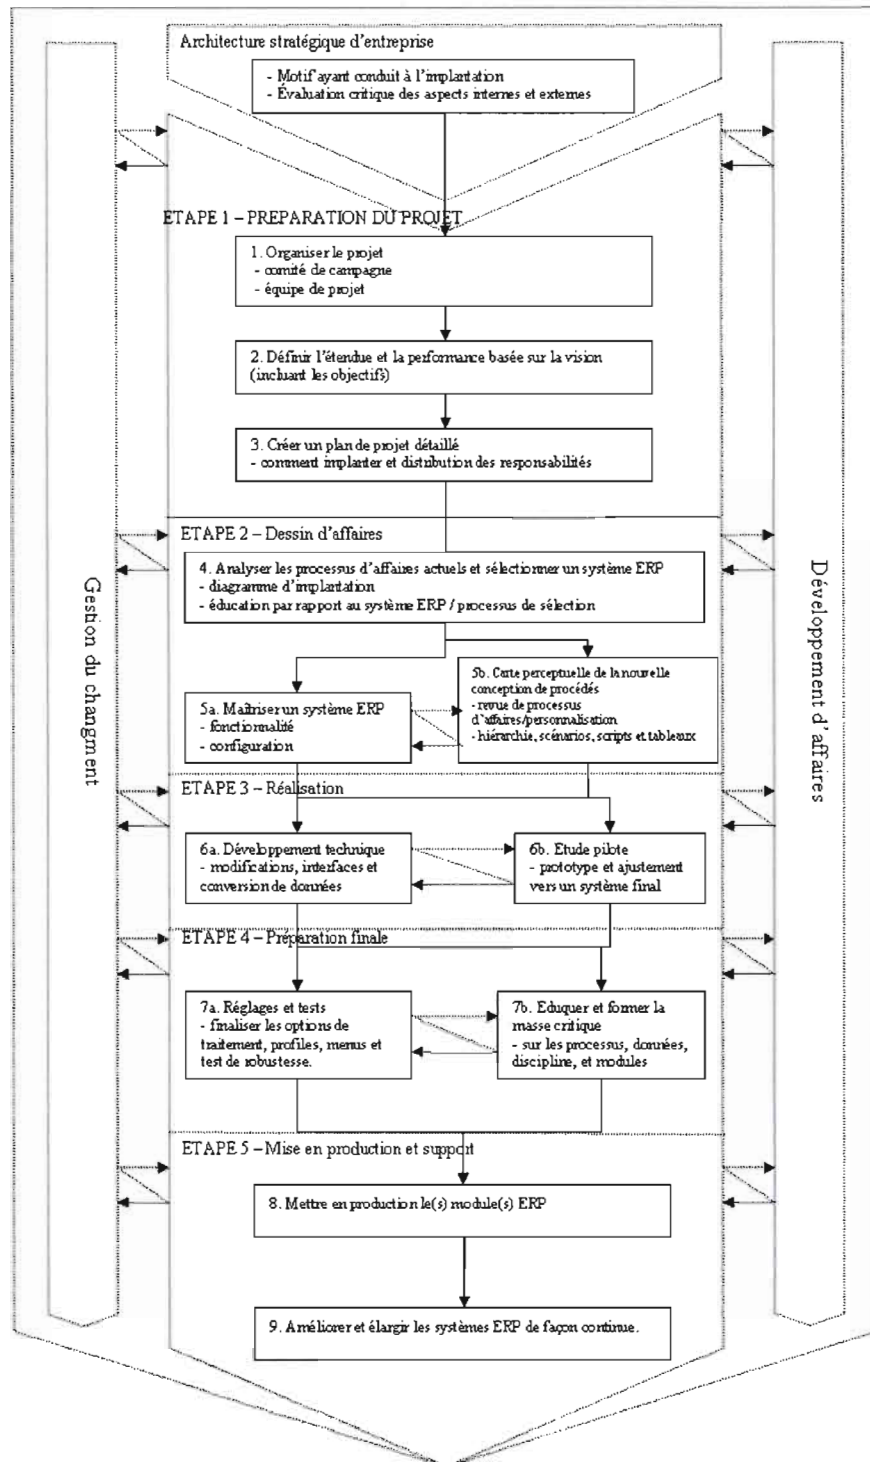 Architecture stratégique d'entreprise
- Motif ayant conduit à l'implantation
- Évaluation critique des aspects internes et externes
ETAPE 1 – PREPARATION DU PROJET
1. Organiser le projet
- comité de campagne
- équipe de projet
2. Définir l'étendue et la performance basée sur la vision
(incluant les objectifs)
3. Créer un plan de projet détaillé
- comment implanter et distribution des responsabilités
ETAPE 2 – Dessin d'affaires
4. Analyser les processus d'affaires actuels et sélectionner un système ERP
- diagramme d'implantation
- éducation par rapport au système ERP / processus de sélection
5a. Maîtriser un système ERP
- fonctionnalité
- configuration
5b. Carte perceptuelle de la nouvelle
conception de procédés
- revue de processus
d'affaires/personnalisation
- hiérarchie, scénarios, scripts et tableaux
ETAPE 3 – Réalisation
6a. Développement technique
- modifications, interfaces et
conversion de données
6b. Etude pilote
- prototype et ajustement
vers un système final
ETAPE 4 – Préparation finale
7a. Réglages et tests
- finaliser les options de
traitement, profiles, menus et
test de robustesse.
7b. Eduquer et former la
masse critique
- sur les processus, données,
discipline, et modules
ETAPE 5 – Mise en production et support
8. Mettre en production le(s) module(s) ERP
9. Améliorer et élargir les systèmes ERP de façon continue.
Gestion du changment
Développement d'affaires